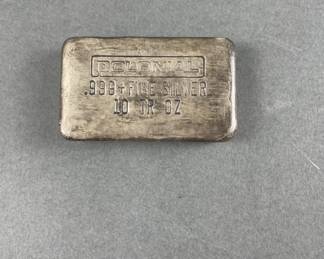 COLONIAL
.999+ FINE SILVER
10 TR OZ